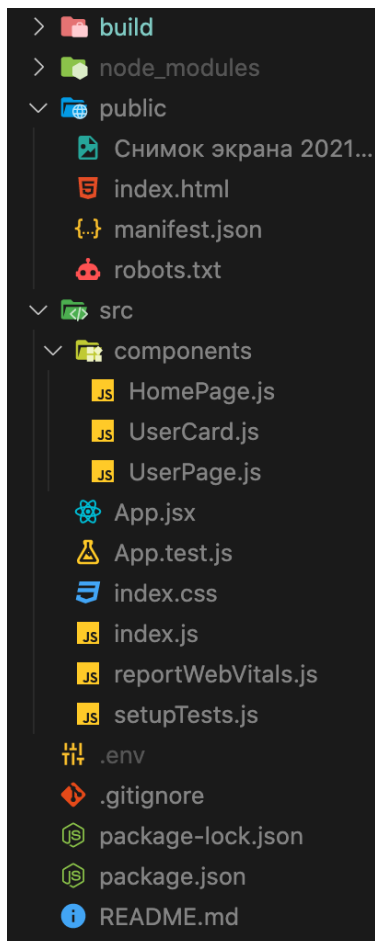 build
node_modules
public
Снимок экрана 2021...
index.html
manifest.json
robots.txt
src
components
HomePage.js
UserCard.js
UserPage.js
App.jsx
App.test.js
index.css
index.js
reportWebVitals.js
setupTests.js
.env
.gitignore
package-lock.json
package.json
README.md